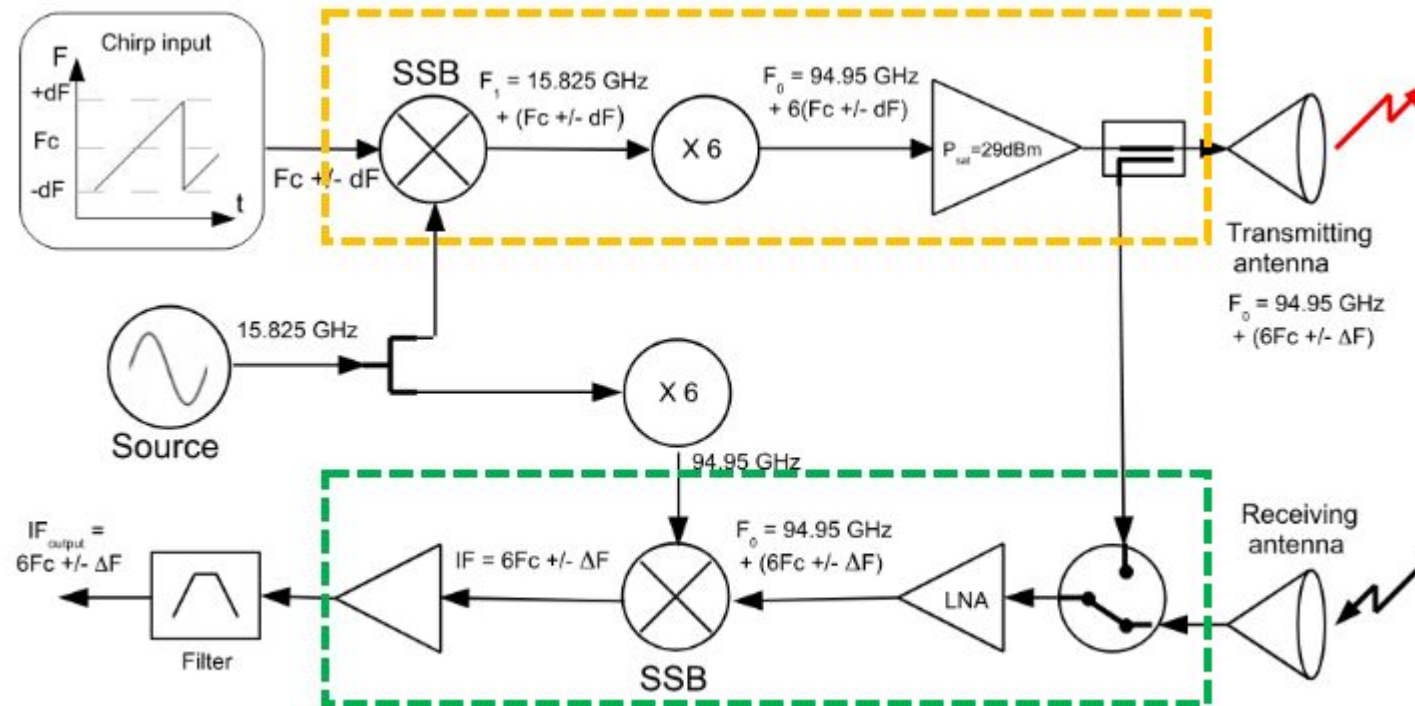 Chirp input
F
+dF
Fc
-dF
t
Fc +/- dF
SSB
F₁ = 15.825 GHz
+ (Fc +/- dF)
X 6
F₀ = 94.95 GHz
+ 6(Fc +/- dF)
P_sat=29dBm
Transmitting
antenna
F₀ = 94.95 GHz
+ (6Fc +/- ΔF)
15.825 GHz
Source
X 6
94.95 GHz
IF_output =
6Fc +/- ΔF
Filter
IF = 6Fc +/- ΔF
SSB
F₀ = 94.95 GHz
+ (6Fc +/- ΔF)
LNA
Receiving
antenna